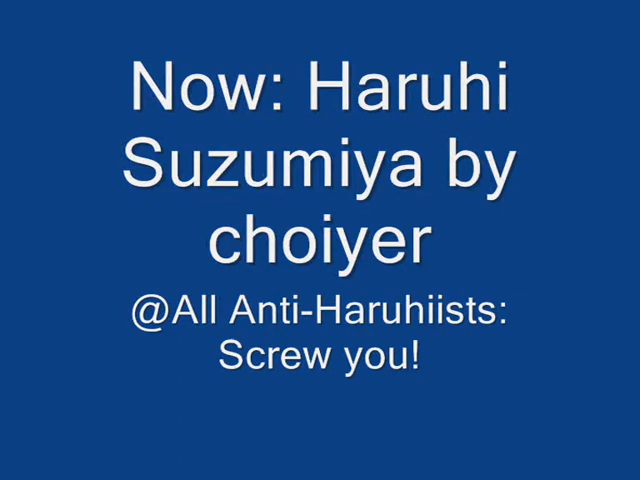 Now: Haruhi
Suzumiya by
choiyer
@All Anti-Haruhiists:
Screw you!